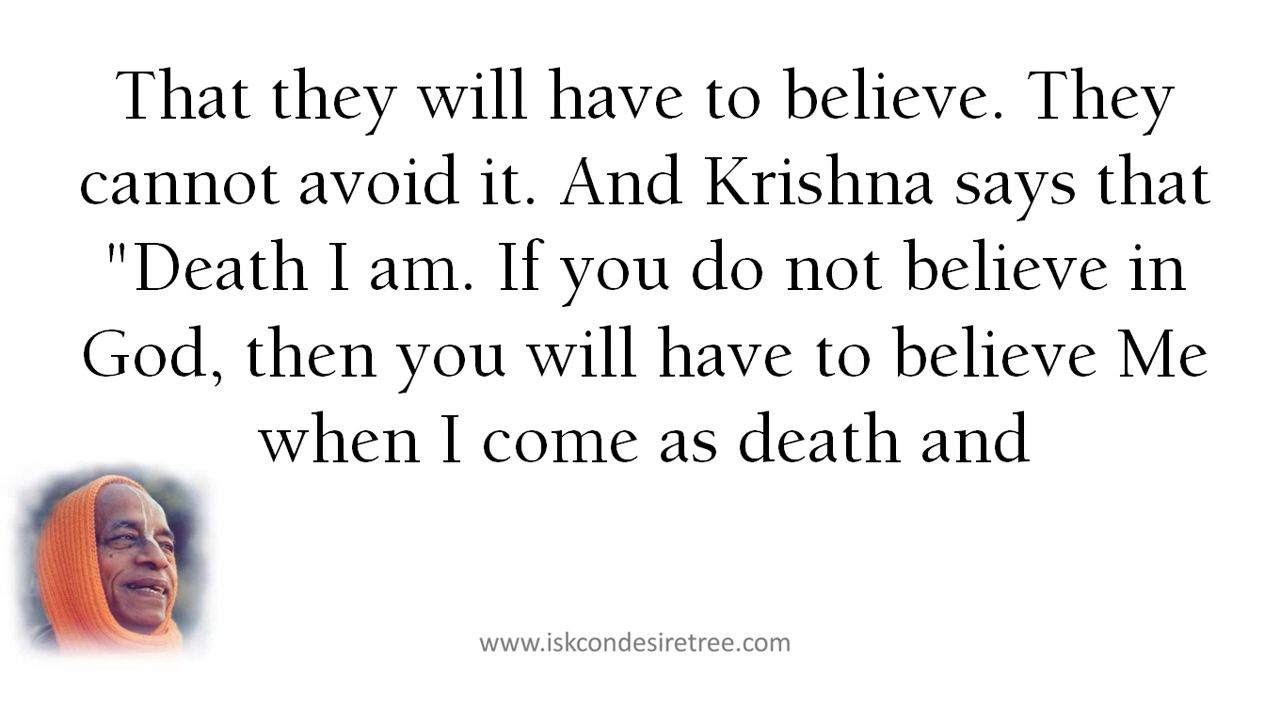 That they will have to believe. They
cannot avoid it. And Krishna says that
"Death I am. If you do not believe in
God, then you will have to believe Me
when I come as death and
www.iskcondesiretree.com